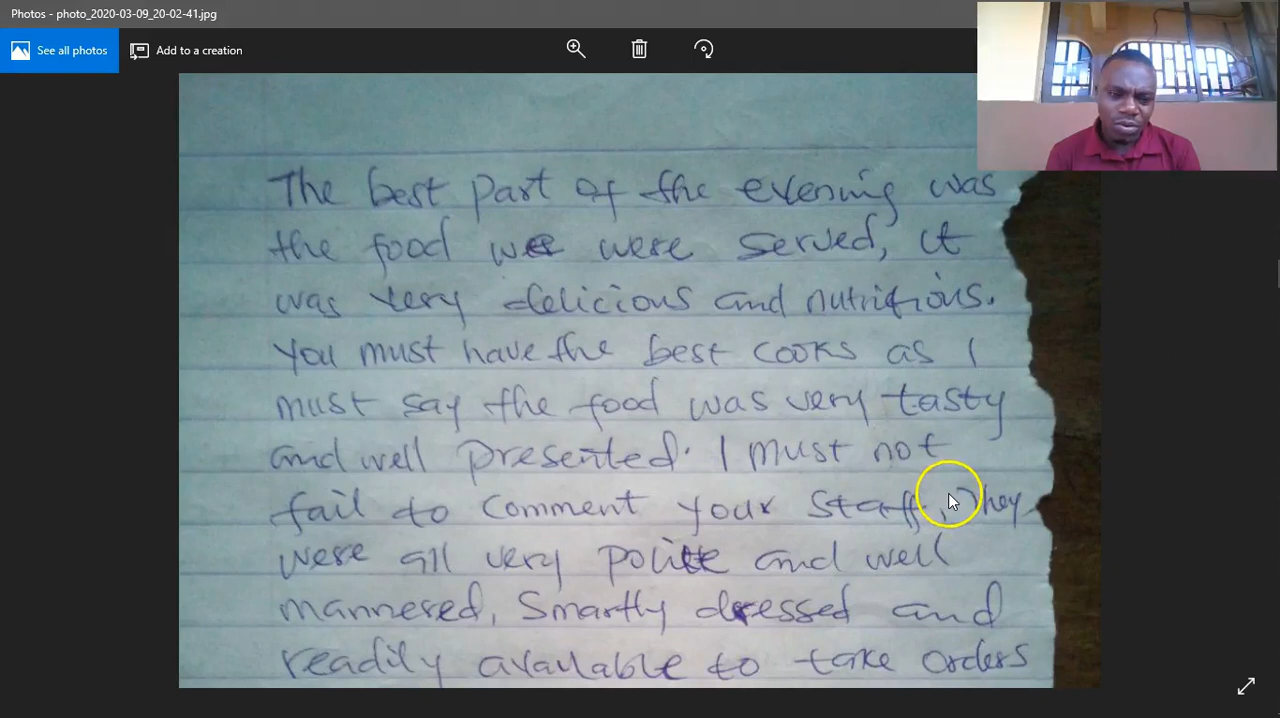 Photos - photo_2020-03-09_20-02-41.jpg
See all photos
Add to a creation
The best part of the evening was
the food we were served, it
was very delicious and nutritious.
You must have the best cooks as I
must say the food was very tasty
and well presented. I must not
fail to comment your staff, They
were all very polite and well
mannered, Smartly dressed and
readily available to take orders